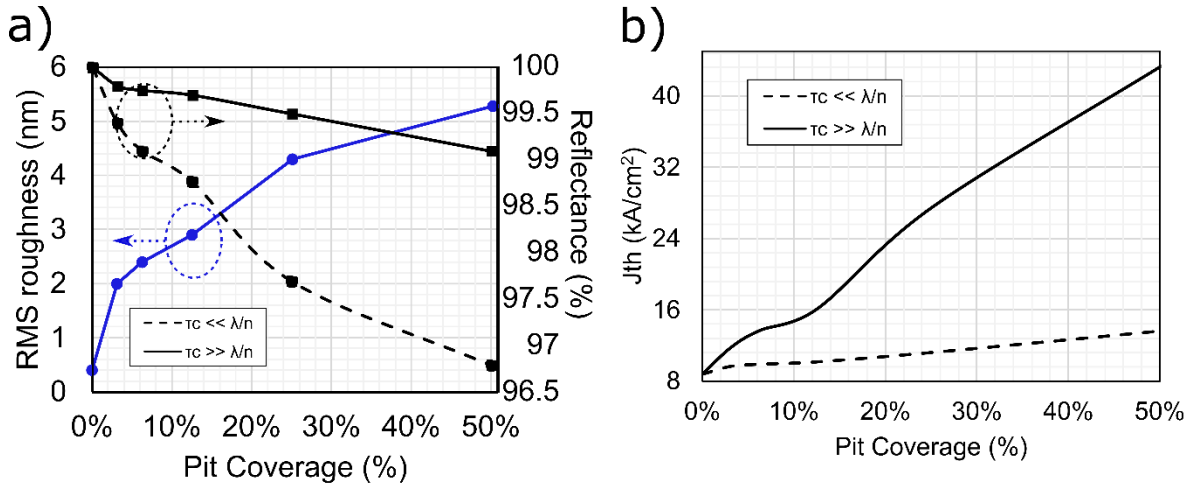 a)
RMS roughness (nm)
6
5
4
3
2
1
0
100
99.5
99
98.5
98
97.5
97
96.5
Reflectance (%)
τc << λ/n
τc >> λ/n
0%
10%
20%
30%
40%
50%
Pit Coverage (%)
b)
Jth (kA/cm²)
40
32
24
16
8
τc << λ/n
τc >> λ/n
0%
10%
20%
30%
40%
50%
Pit Coverage (%)